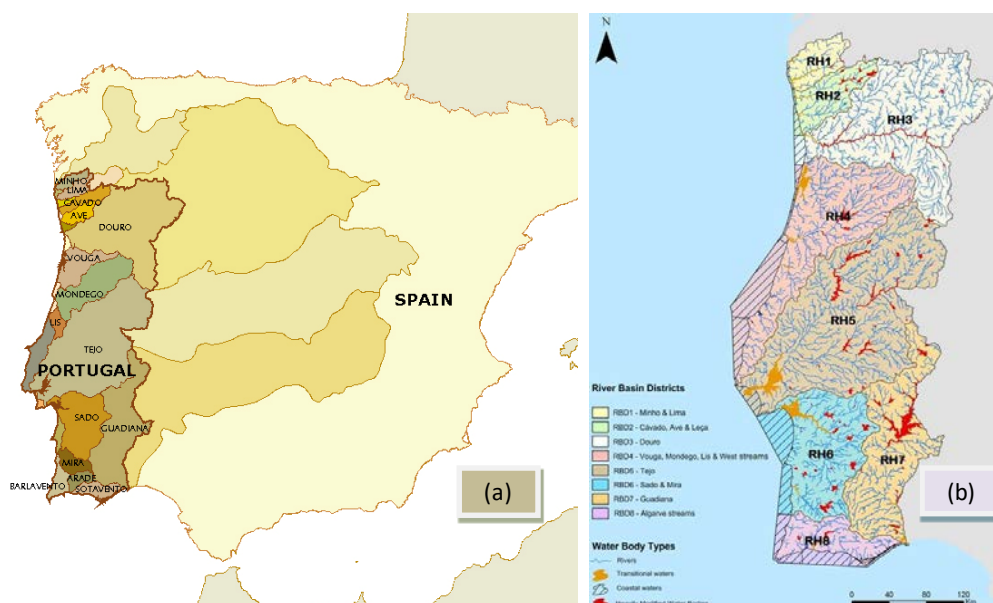 MINHO
LIMA
CAVADO
AVE
DOURO
VOUGA
MONDEGO
LIS
TEJO
PORTUGAL
SADO
GUADIANA
MIRA
ARADE
BARLAVENTO
SOTAVENTO
SPAIN
(a)
N
RH1
RH2
RH3
RH4
RH5
RH6
RH7
RH8
River Basin Districts
RBD1 - Minho & Lima
RBD2 - Cávado, Ave & Leça
RBD3 - Douro
RBD4 - Vouga, Mondego, Lis & West streams
RBD5 - Tejo
RBD6 - Sado & Mira
RBD7 - Guadiana
RBD8 - Algarve streams
Water Body Types
Rivers
Transitional waters
Coastal waters
(b)
0 40 80 120
Km